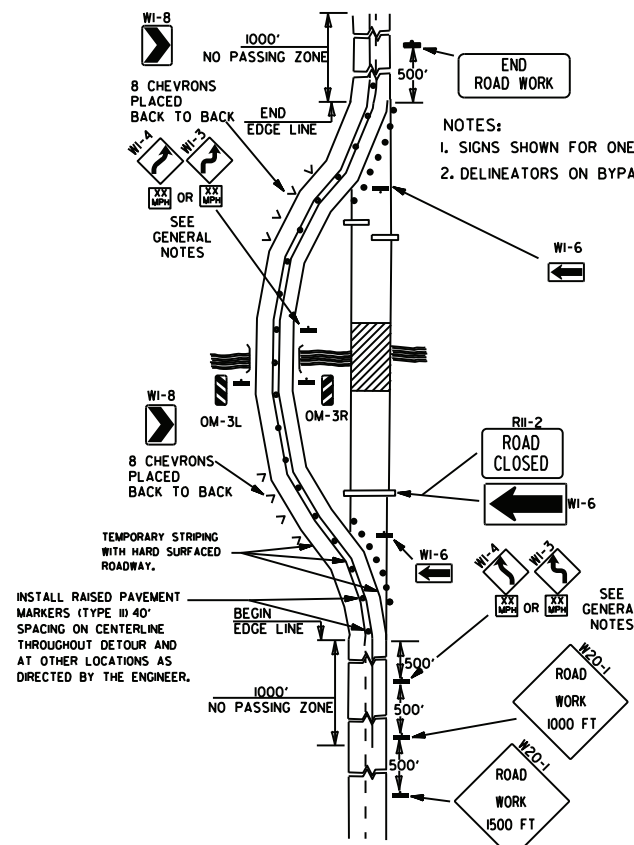 W1-8
1000'
NO PASSING ZONE
500'
END
ROAD WORK
8 CHEVRONS
PLACED
BACK TO BACK
END
EDGE LINE
NOTES:
1. SIGNS SHOWN FOR ONE
2. DELINEATORS ON BYPA
W1-4
W1-3
XX
MPH
OR
XX
MPH
SEE
GENERAL
NOTES
W1-6
W1-8
OM-3L
OM-3R
8 CHEVRONS
PLACED
BACK TO BACK
R11-2
ROAD
CLOSED
W1-6
TEMPORARY STRIPING
WITH HARD SURFACED
ROADWAY.
W1-6
W1-4
W1-3
XX
MPH
OR
XX
MPH
SEE
GENERA
NOTES
INSTALL RAISED PAVEMENT
MARKERS (TYPE II) 40'
SPACING ON CENTERLINE
THROUGHOUT DETOUR AND
AT OTHER LOCATIONS AS
DIRECTED BY THE ENGINEER.
BEGIN
EDGE LINE
1000'
NO PASSING ZONE
500'
500'
500'
W20-1
ROAD
WORK
1000 FT
W20-1
ROAD
WORK
1500 FT